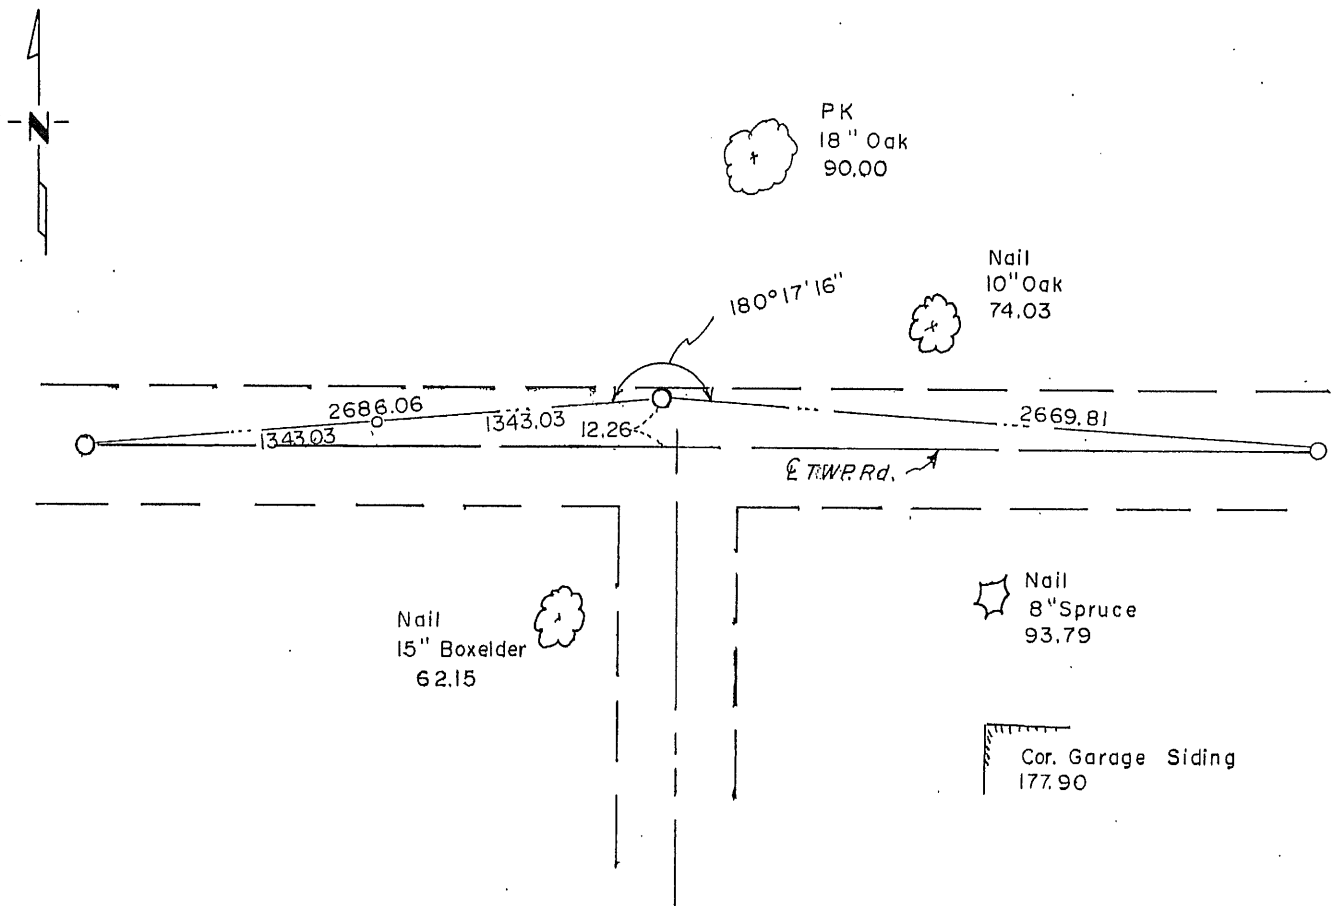 N
PK
18" Oak
90.00
Nail
10" Oak
74.03
180°17'16"
2686.06
1343.03
1343.03
12.26
2669.81
℄ TWP. Rd.
Nail
15" Boxelder
62.15
Nail
8" Spruce
93.79
Cor. Garage Siding
177.90